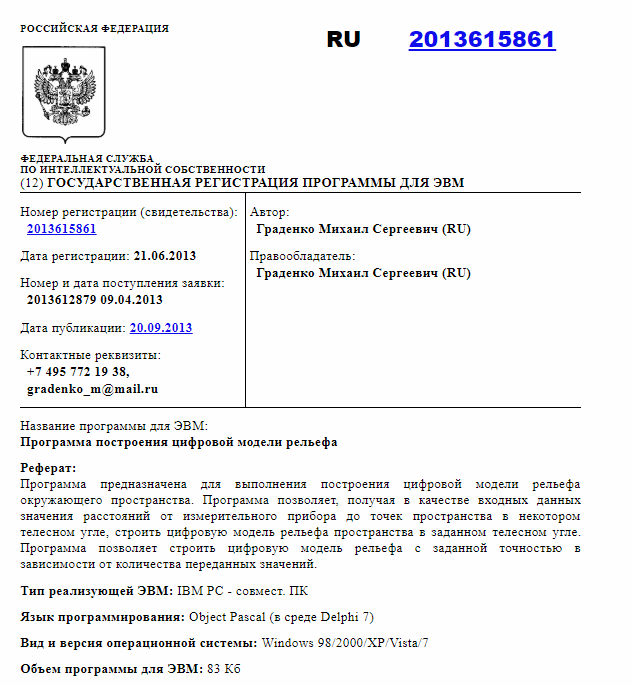 РОССИЙСКАЯ ФЕДЕРАЦИЯ
RU 2013615861
ФЕДЕРАЛЬНАЯ СЛУЖБА
ПО ИНТЕЛЛЕКТУАЛЬНОЙ СОБСТВЕННОСТИ
(12) ГОСУДАРСТВЕННАЯ РЕГИСТРАЦИЯ ПРОГРАММЫ ДЛЯ ЭВМ
Номер регистрации (свидетельства):
2013615861
Дата регистрации: 21.06.2013
Номер и дата поступления заявки:
2013612879 09.04.2013
Дата публикации: 20.09.2013
Контактные реквизиты:
+7 495 772 19 38,
gradenko_m@mail.ru
Автор:
Граденко Михаил Сергеевич (RU)
Правообладатель:
Граденко Михаил Сергеевич (RU)
Название программы для ЭВМ:
Программа построения цифровой модели рельефа
Реферат:
Программа предназначена для выполнения построения цифровой модели рельефа
окружающего пространства. Программа позволяет, получая в качестве входных данных
значения расстояний от измерительного прибора до точек пространства в некотором
телесном угле, строить цифровую модель рельефа пространства в заданном телесном угле.
Программа позволяет строить цифровую модель рельефа с заданной точностью в
зависимости от количества переданных значений.
Тип реализующей ЭВМ: IBM PC - совмест. ПК
Язык программирования: Object Pascal (в среде Delphi 7)
Вид и версия операционной системы: Windows 98/2000/XP/Vista/7
Объем программы для ЭВМ: 83 Кб